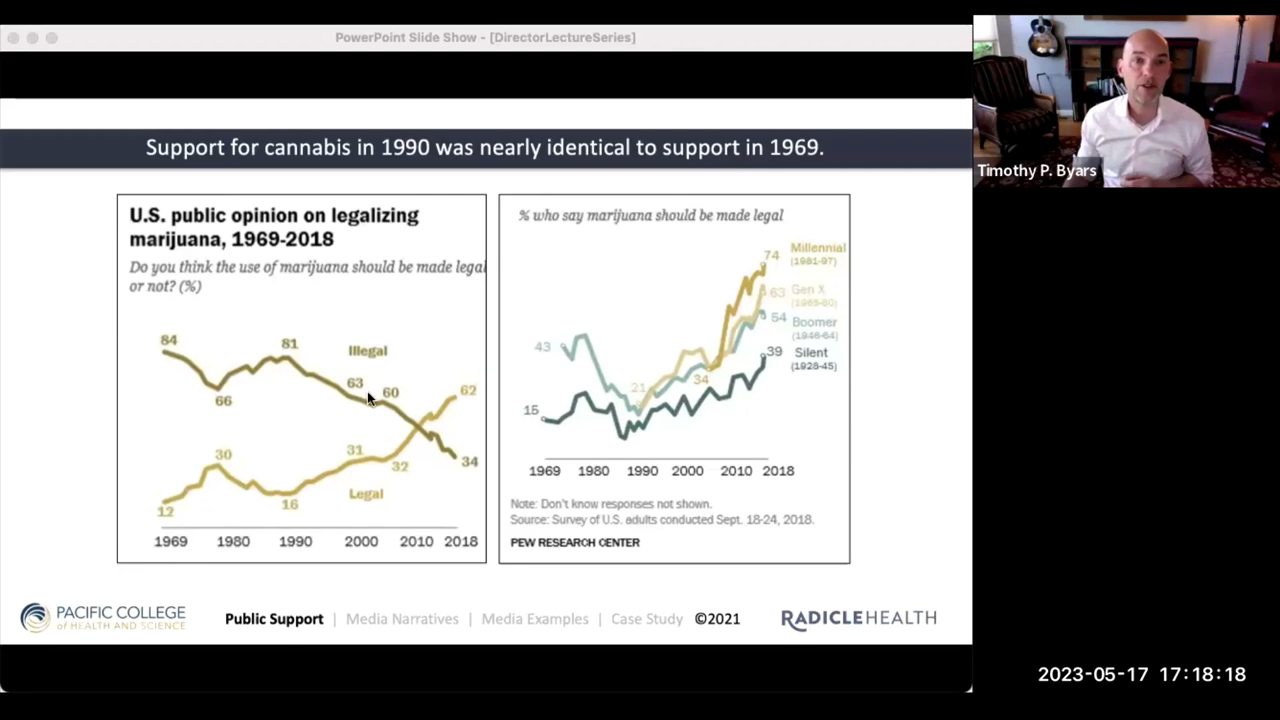 PowerPoint Slide Show - [DirectorLectureSeries]
Support for cannabis in 1990 was nearly identical to support in 1969.
U.S. public opinion on legalizing
marijuana, 1969-2018
Do you think the use of marijuana should be made legal
or not? (%)
84
66
81
Illegal
63
60
62
30
31
32
34
12
16
Legal
1969 1980 1990 2000 2010 2018
% who say marijuana should be made legal
74
Millennial
(1981-97)
63
Gen X
(1965-80)
54
Boomer
(1946-64)
39
Silent
(1928-45)
43
21
34
15
1969 1980 1990 2000 2010 2018
Note: Don't know responses not shown.
Source: Survey of U.S. adults conducted Sept. 18-24, 2018.
PEW RESEARCH CENTER
PACIFIC COLLEGE
of HEALTH AND SCIENCE
Public Support | Media Narratives | Media Examples | Case Study ©2021
RADICLEHEALTH
Timothy P. Byars
2023-05-17 17:18:18